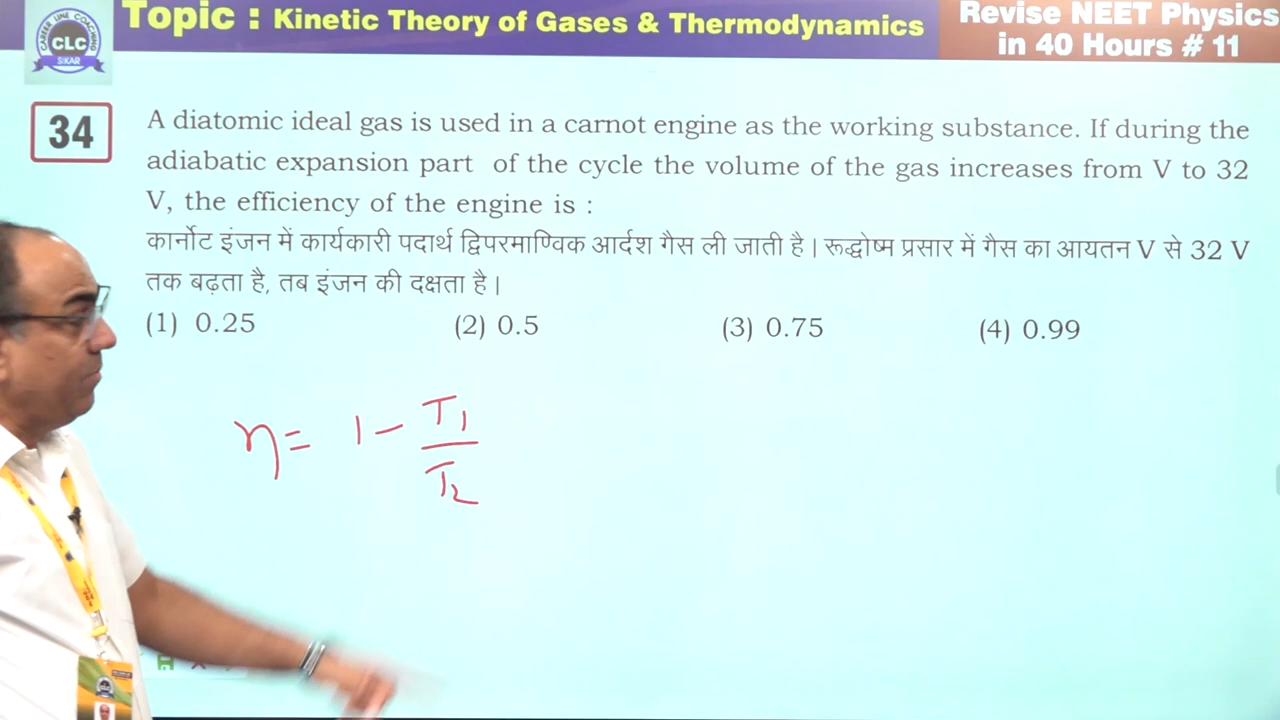 Topic : Kinetic Theory of Gases & Thermodynamics
Revise NEET Physics
in 40 Hours # 11
CAREER LINE COACHING
CLC
SIKAR
34
A diatomic ideal gas is used in a carnot engine as the working substance. If during the
adiabatic expansion part of the cycle the volume of the gas increases from V to 32
V, the efficiency of the engine is :
कार्नोट इंजन में कार्यकारी पदार्थ द्विपरमाण्विक आर्दश गैस ली जाती है | रूद्धोष्म प्रसार में गैस का आयतन V से 32 V
तक बढ़ता है, तब इंजन की दक्षता है |
(1) 0.25 (2) 0.5 (3) 0.75 (4) 0.99
η = 1 - T1/T2